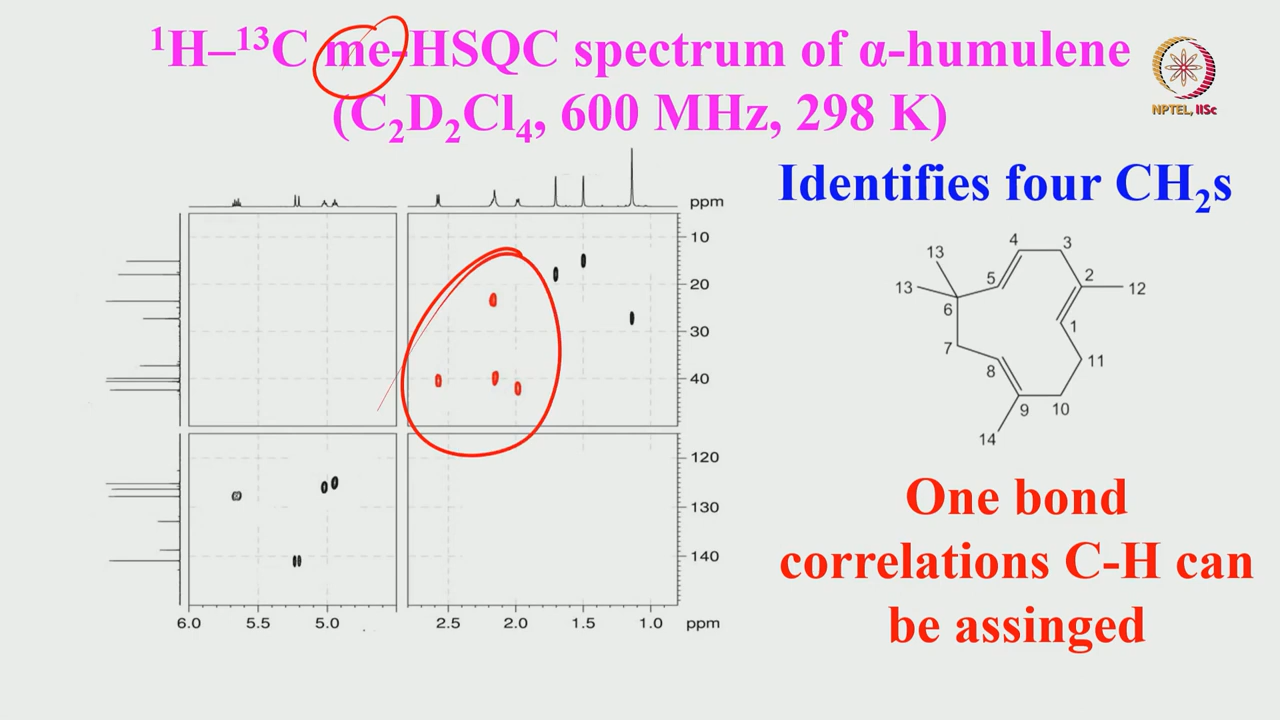 ¹H–¹³C me-HSQC spectrum of α-humulene
(C₂D₂Cl₄, 600 MHz, 298 K)
NPTEL, IISc
Identifies four CH₂s
ppm
10
20
30
40
120
130
140
6.0 5.5 5.0 2.5 2.0 1.5 1.0 ppm
13
4
3
13
5
2
12
6
1
7
8
11
9
10
14
One bond
correlations C-H can
be assinged